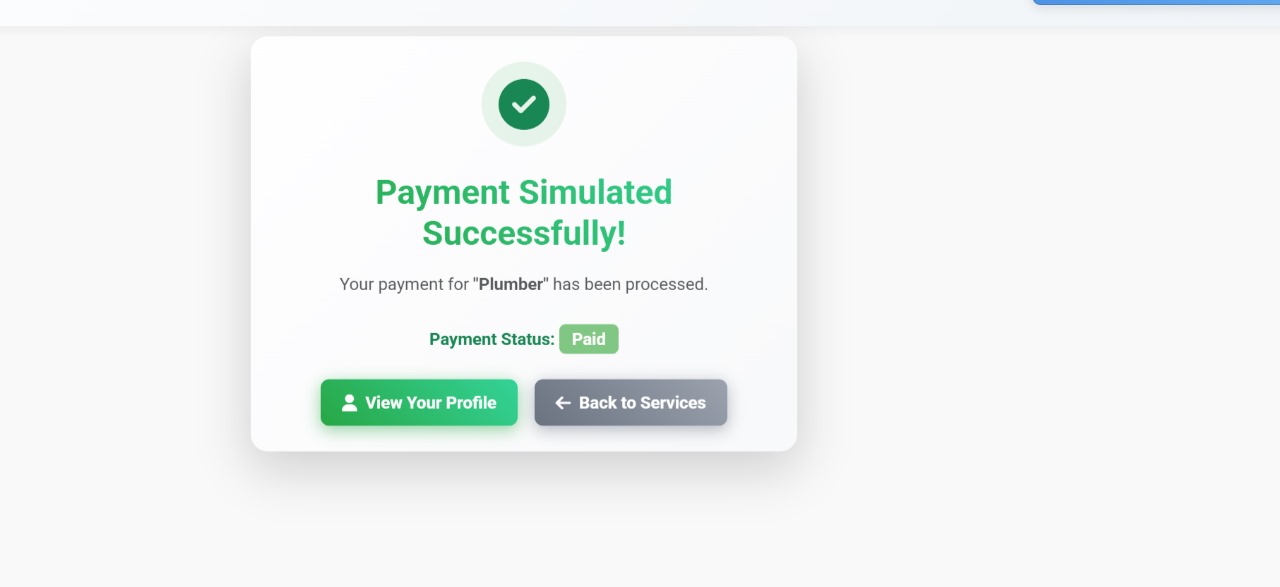 Payment Simulated
Successfully!
Your payment for "Plumber" has been processed.
Payment Status: Paid
View Your Profile
Back to Services